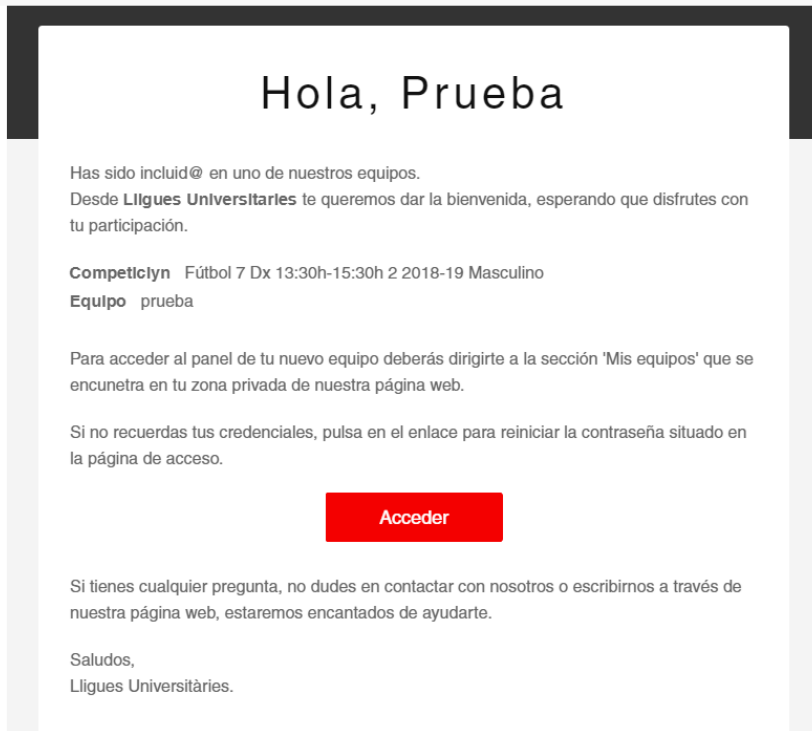 Hola, Prueba
Has sido incluid@ en uno de nuestros equipos.
Desde Lligues Universitaries te queremos dar la bienvenida, esperando que disfrutes con
tu participación.
Competiciyn Fútbol 7 Dx 13:30h-15:30h 2 2018-19 Masculino
Equipo prueba
Para acceder al panel de tu nuevo equipo deberás dirigirte a la sección 'Mis equipos' que se
encunetra en tu zona privada de nuestra página web.
Si no recuerdas tus credenciales, pulsa en el enlace para reiniciar la contraseña situado en
la página de acceso.
Acceder
Si tienes cualquier pregunta, no dudes en contactar con nosotros o escribirnos a través de
nuestra página web, estaremos encantados de ayudarte.
Saludos,
Lligues Universitàries.